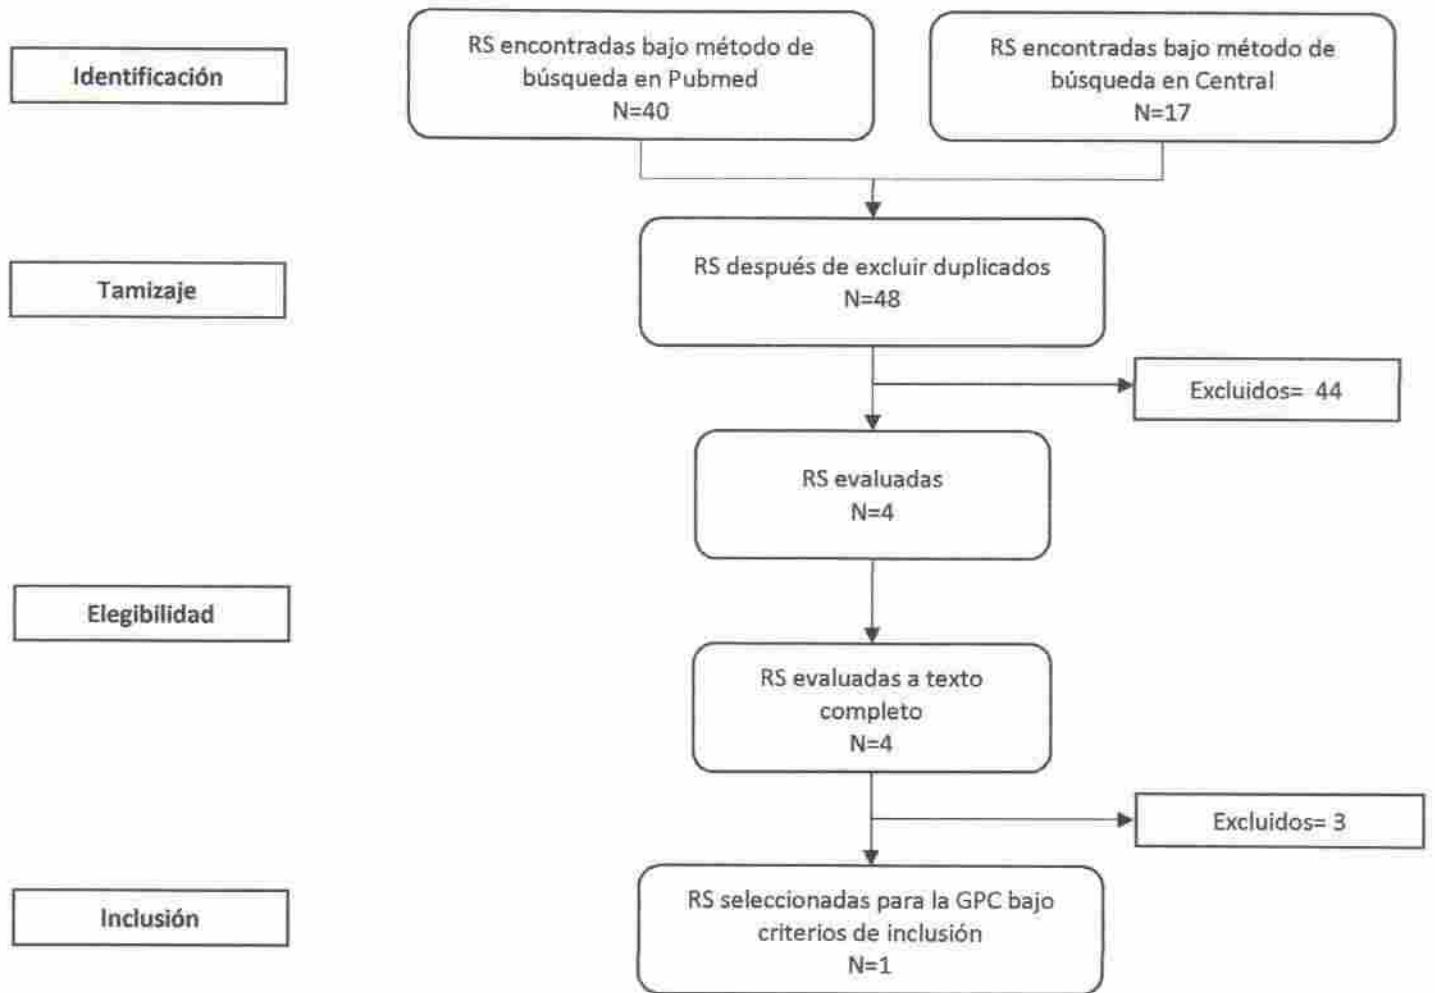 Identificación
RS encontradas bajo método de
búsqueda en Pubmed
N=40
RS encontradas bajo método de
búsqueda en Central
N=17
Tamizaje
RS después de excluir duplicados
N=48
Excluidos= 44
RS evaluadas
N=4
Elegibilidad
RS evaluadas a texto
completo
N=4
Excluidos= 3
Inclusión
RS seleccionadas para la GPC bajo
criterios de inclusión
N=1